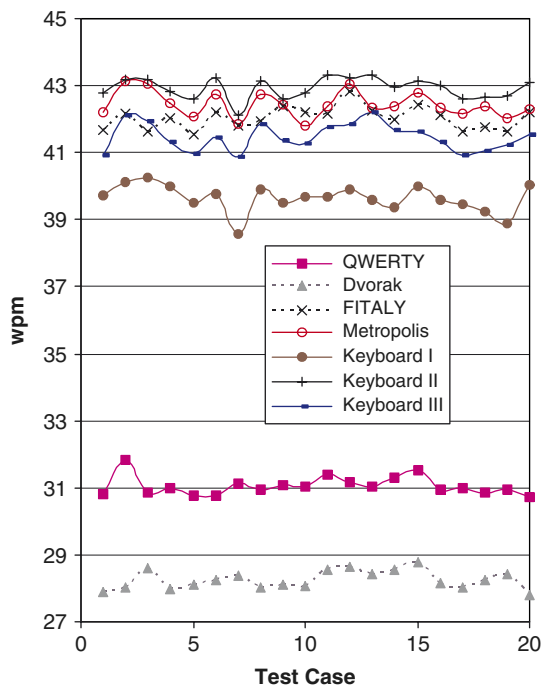 45
43
41
39
37
35
33
31
29
27
wpm
QWERTY
Dvorak
FITALY
Metropolis
Keyboard I
Keyboard II
Keyboard III
0 5 10 15 20
Test Case